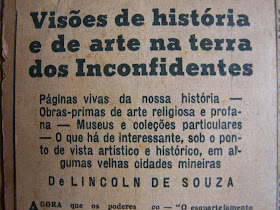 Visões de história
e de arte na terra
dos Inconfidentes
Páginas vivas da nossa história —
Obras-primas de arte religiosa e profa-
na — Museus e coleções particulares
— O que há de interessante, sob o pon-
to de vista artístico e histórico, em al-
gumas velhas cidades mineiras
De LINCOLN DE SOUZA
AGORA que os poderes
co — "O esquartejamento